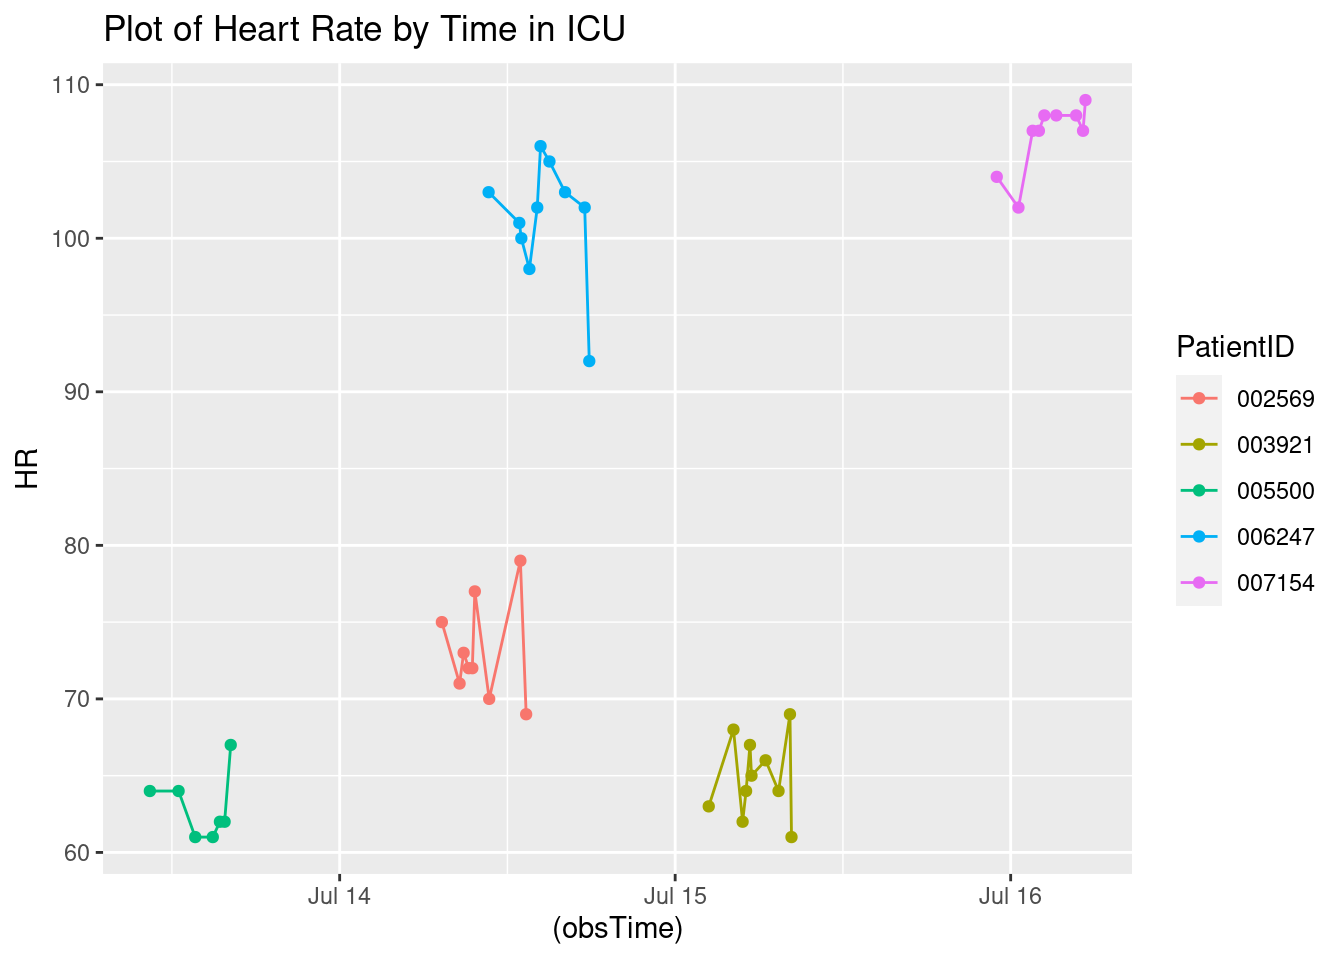 Plot of Heart Rate by Time in ICU
110
100
90
80
70
60
HR
Jul 14
Jul 15
Jul 16
(obsTime)
PatientID
002569
003921
005500
006247
007154